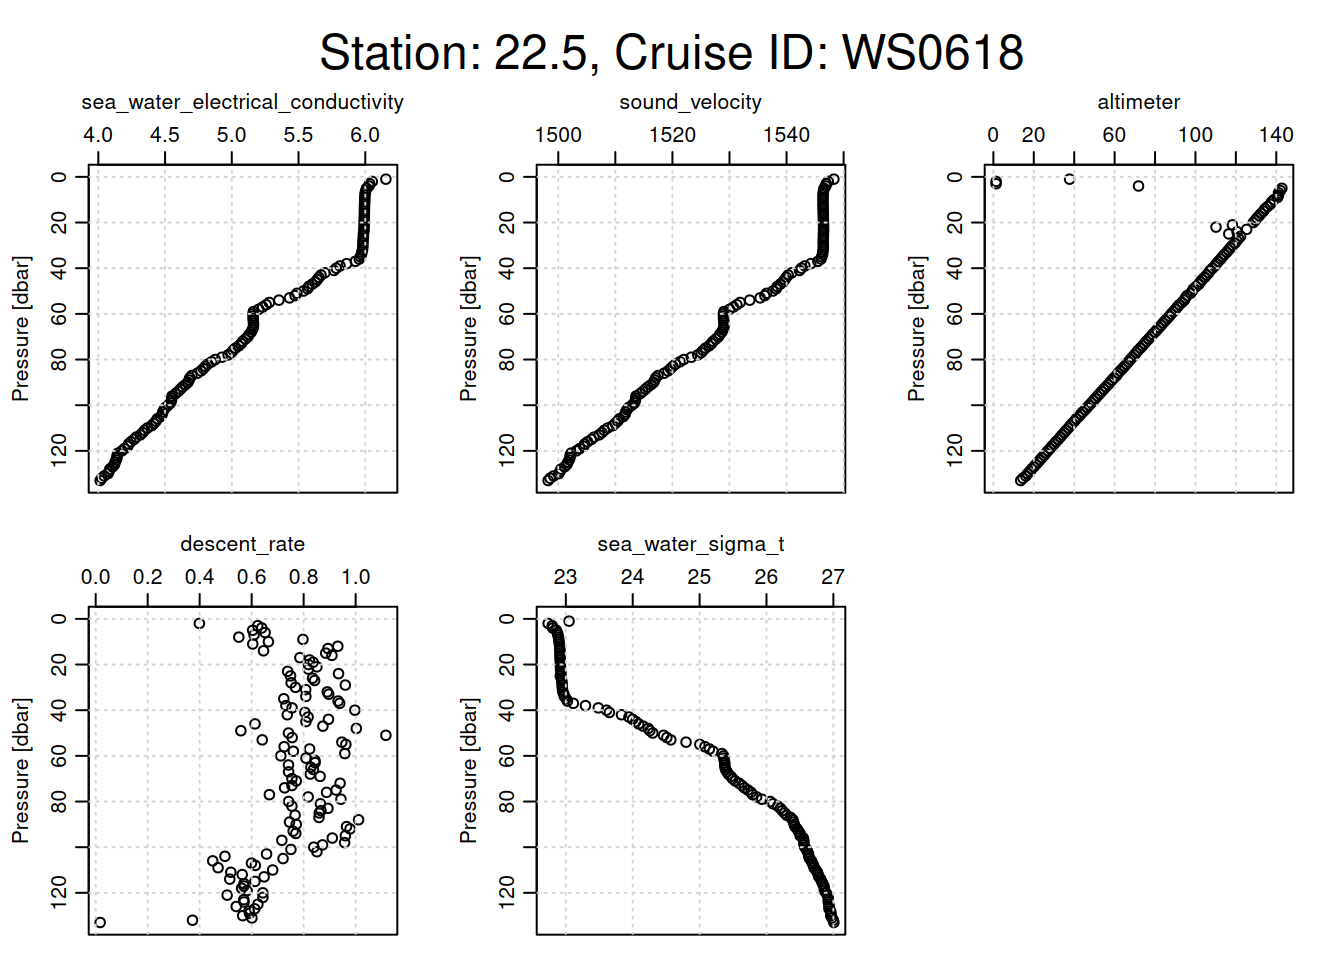 Station: 22.5, Cruise ID: WS0618
sea_water_electrical_conductivity
4.0 4.5 5.0 5.5 6.0
Pressure [dbar]
0 20 40 60 80 120
sound_velocity
1500 1520 1540
Pressure [dbar]
0 20 40 60 80 120
altimeter
0 20 60 100 140
Pressure [dbar]
0 20 40 60 80 120
descent_rate
0.0 0.2 0.4 0.6 0.8 1.0
Pressure [dbar]
0 20 40 60 80 120
sea_water_sigma_t
23 24 25 26 27
Pressure [dbar]
0 20 40 60 80 120